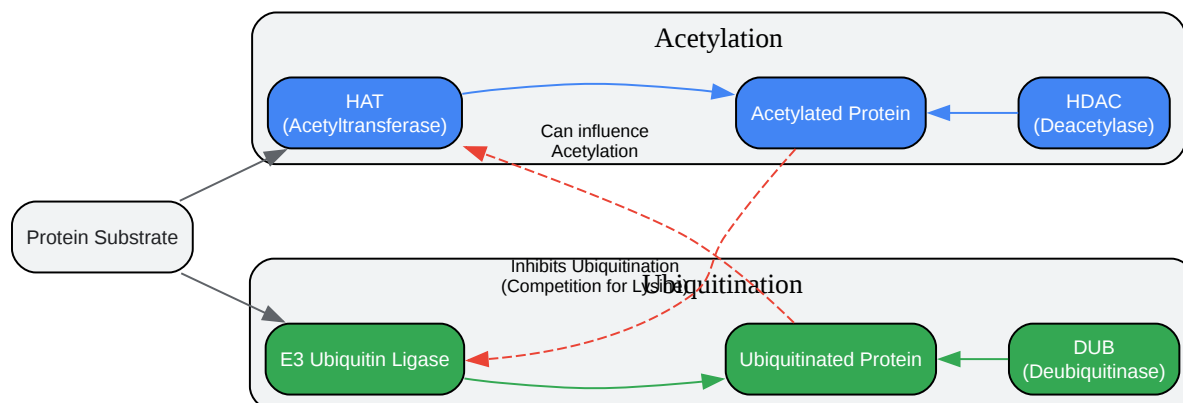 Acetylation
HAT
(Acetyltransferase)
Acetylated Protein
HDAC
(Deacetylase)
Can influence
Acetylation
Protein Substrate
Inhibits Ubiquitination
(Competition for Lysine)
Ubiquitination
E3 Ubiquitin Ligase
Ubiquitinated Protein
DUB
(Deubiquitinase)